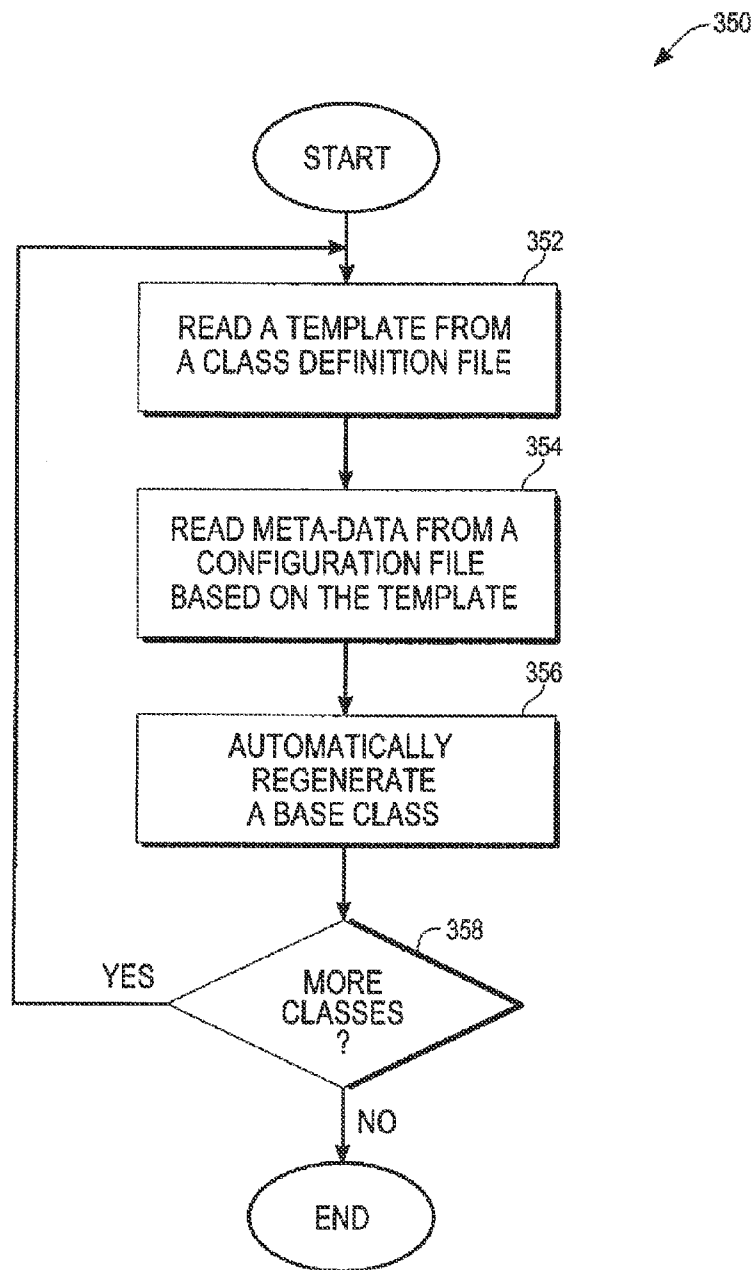 350
START
352
READ A TEMPLATE FROM
A CLASS DEFINITION FILE
354
READ META-DATA FROM A
CONFIGURATION FILE
BASED ON THE TEMPLATE
356
AUTOMATICALLY
REGENERATE
A BASE CLASS
358
YES
MORE
CLASSES
?
NO
END